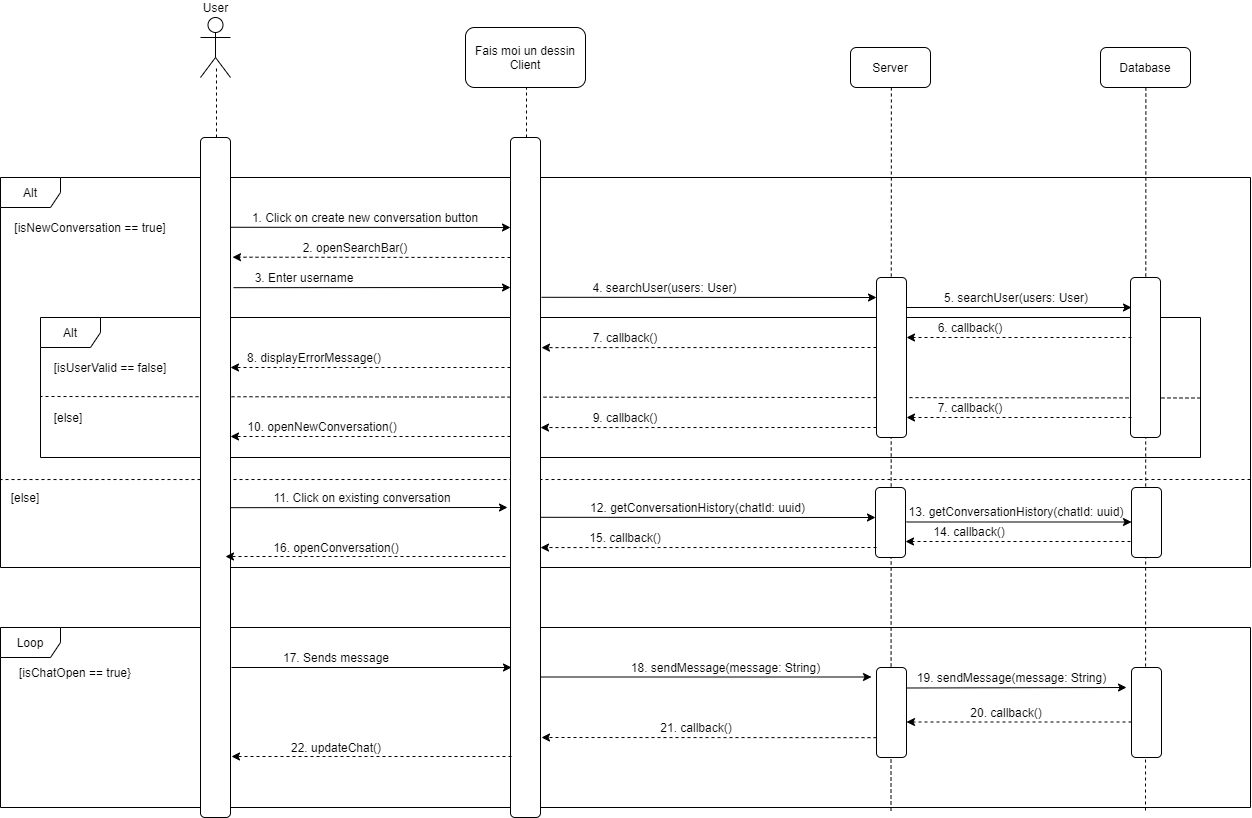 User
Fais moi un dessin
Client
Server
Database
Alt
[isNewConversation == true]
1. Click on create new conversation button
2. openSearchBar()
3. Enter username
4. searchUser(users: User)
5. searchUser(users: User)
Alt
6. callback()
7. callback()
8. displayErrorMessage()
[isUserValid == false]
7. callback()
[else]
9. callback()
10. openNewConversation()
[else]
11. Click on existing conversation
12. getConversationHistory(chatId: uuid)
13. getConversationHistory(chatId: uuid)
14. callback()
15. callback()
16. openConversation()
Loop
[isChatOpen == true}
17. Sends message
18. sendMessage(message: String)
19. sendMessage(message: String)
20. callback()
21. callback()
22. updateChat()